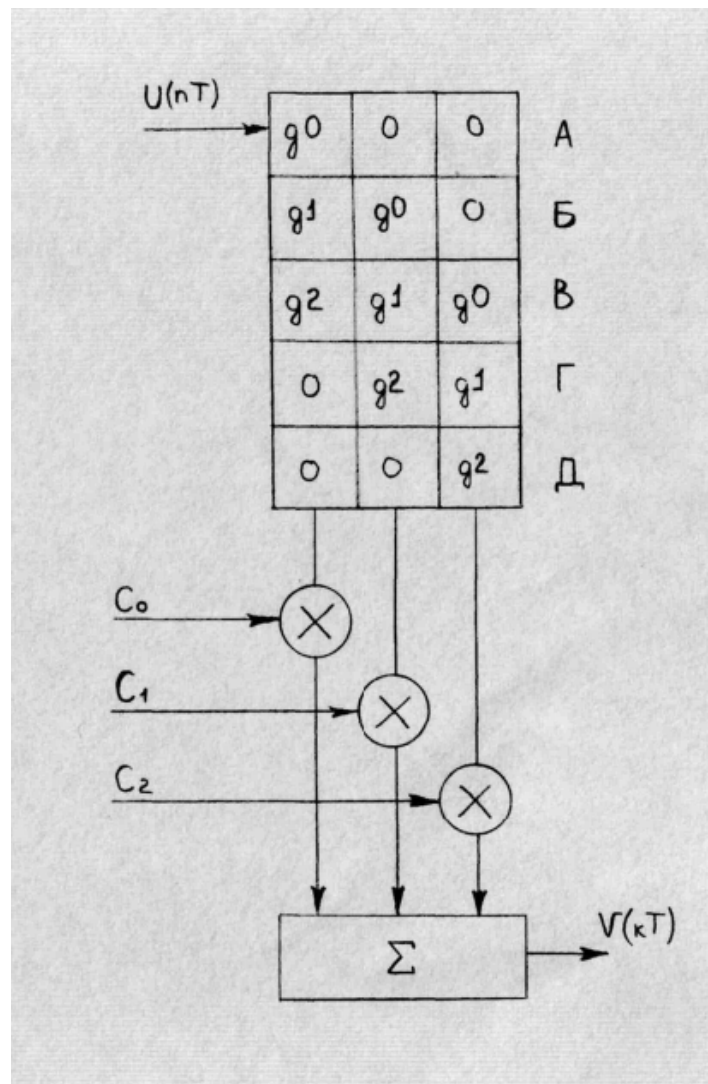 U(nT)
g0 0 0 А
g1 g0 0 Б
g2 g1 g0 В
0 g2 g1 Г
0 0 g2 Д
C₀
×
C₁
×
C₂
×
Σ
V(кT)